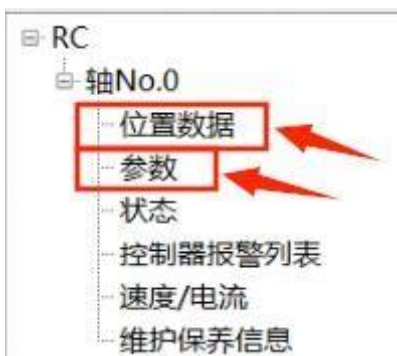 RC
轴No.0
位置数据
参数
状态
控制器报警列表
速度/电流
维护保养信息